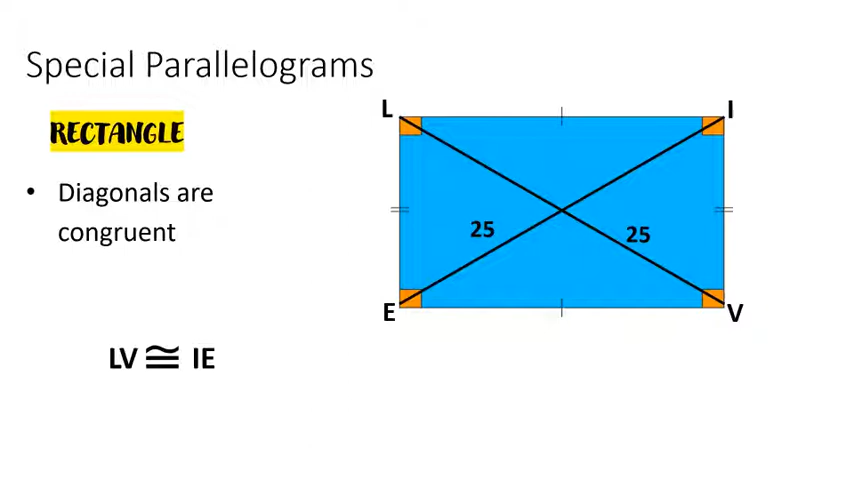 Special Parallelograms
RECTANGLE
• Diagonals are
congruent
LV ≅ IE
L
I
25
25
E
V